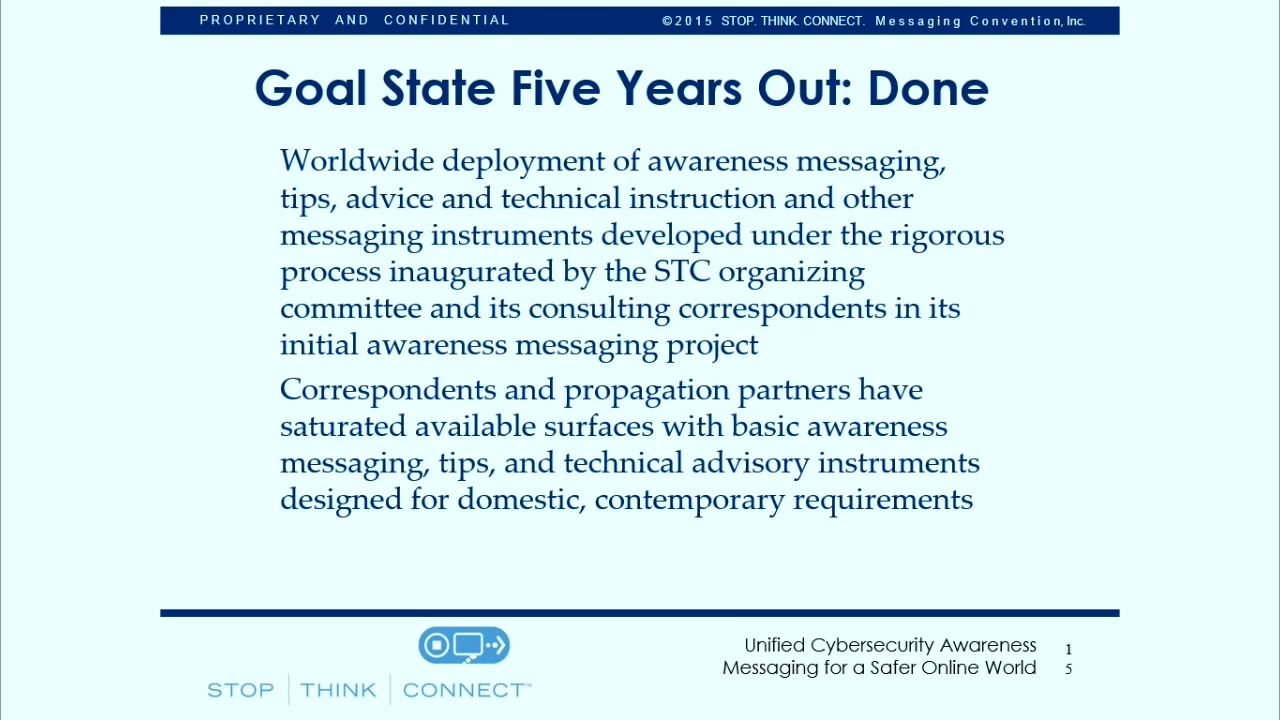 PROPRIETARY AND CONFIDENTIAL
©2015 STOP. THINK. CONNECT. Messaging Convention, Inc.
Goal State Five Years Out: Done
Worldwide deployment of awareness messaging,
tips, advice and technical instruction and other
messaging instruments developed under the rigorous
process inaugurated by the STC organizing
committee and its consulting correspondents in its
initial awareness messaging project
Correspondents and propagation partners have
saturated available surfaces with basic awareness
messaging, tips, and technical advisory instruments
designed for domestic, contemporary requirements
STOP | THINK | CONNECT™
Unified Cybersecurity Awareness
Messaging for a Safer Online World
1
5